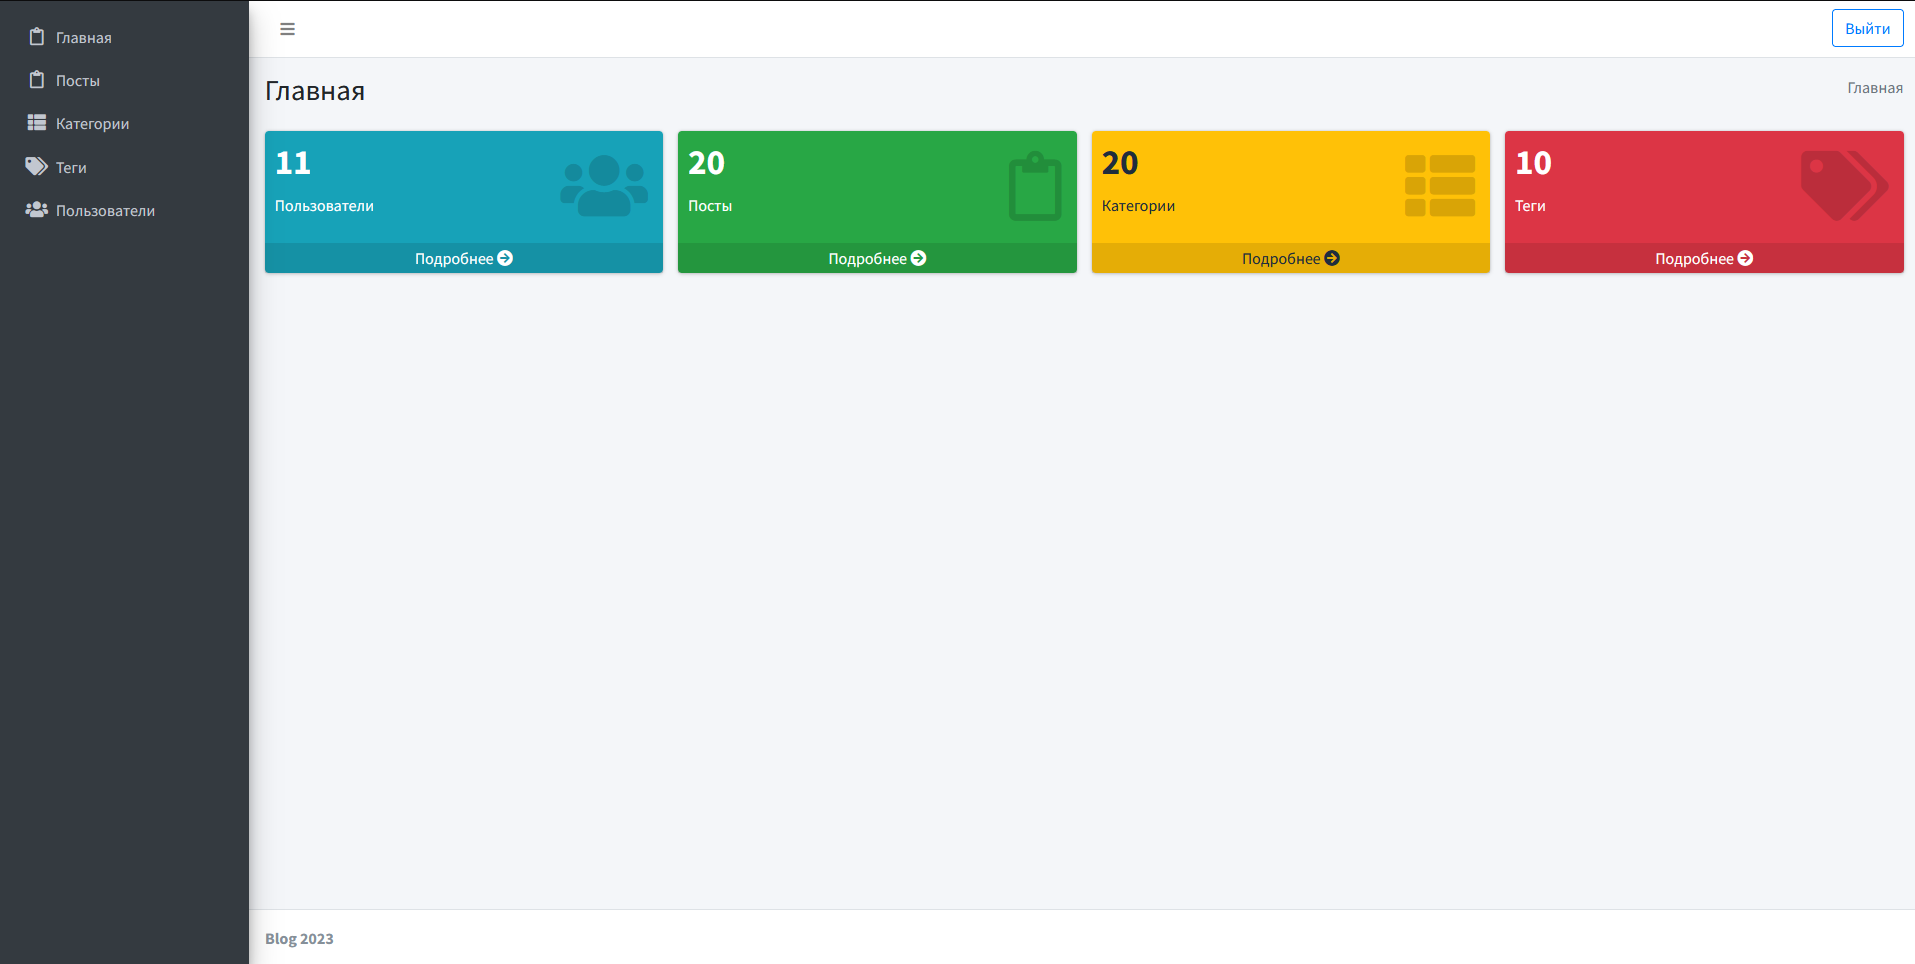 Главная
Посты
Категории
Теги
Пользователи
Выйти
Главная
Главная
11
Пользователи
Подробнее
20
Посты
Подробнее
20
Категории
Подробнее
10
Теги
Подробнее
Blog 2023